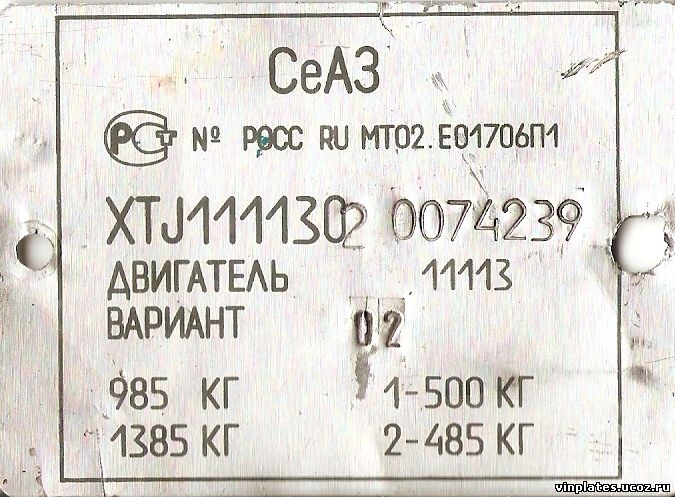 СеАЗ
РСТ № РОСС RU МТ02.Е01706П1
XTJ111130 2 0074239
ДВИГАТЕЛЬ 11113
ВАРИАНТ 02
985 КГ 1-500 КГ
1385 КГ 2-485 КГ
vinplates.ucoz.ru